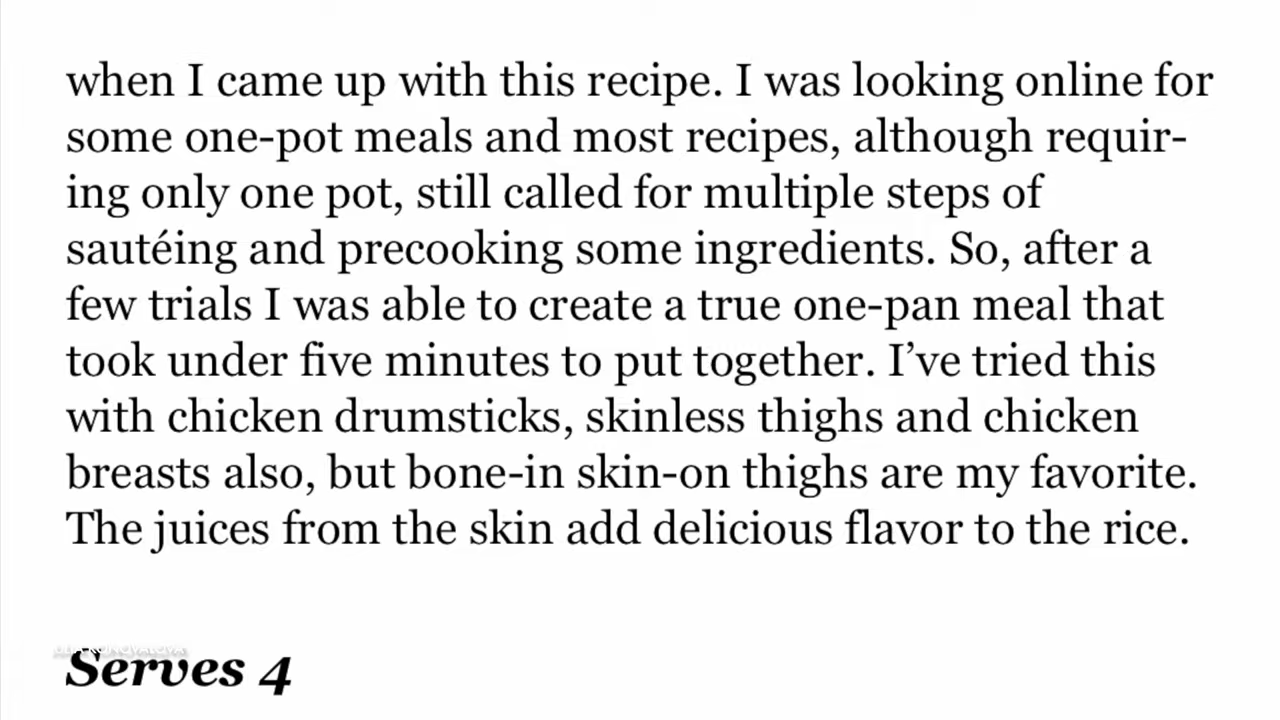 when I came up with this recipe. I was looking online for
some one-pot meals and most recipes, although requir-
ing only one pot, still called for multiple steps of
sautéing and precooking some ingredients. So, after a
few trials I was able to create a true one-pan meal that
took under five minutes to put together. I’ve tried this
with chicken drumsticks, skinless thighs and chicken
breasts also, but bone-in skin-on thighs are my favorite.
The juices from the skin add delicious flavor to the rice.
Serves 4